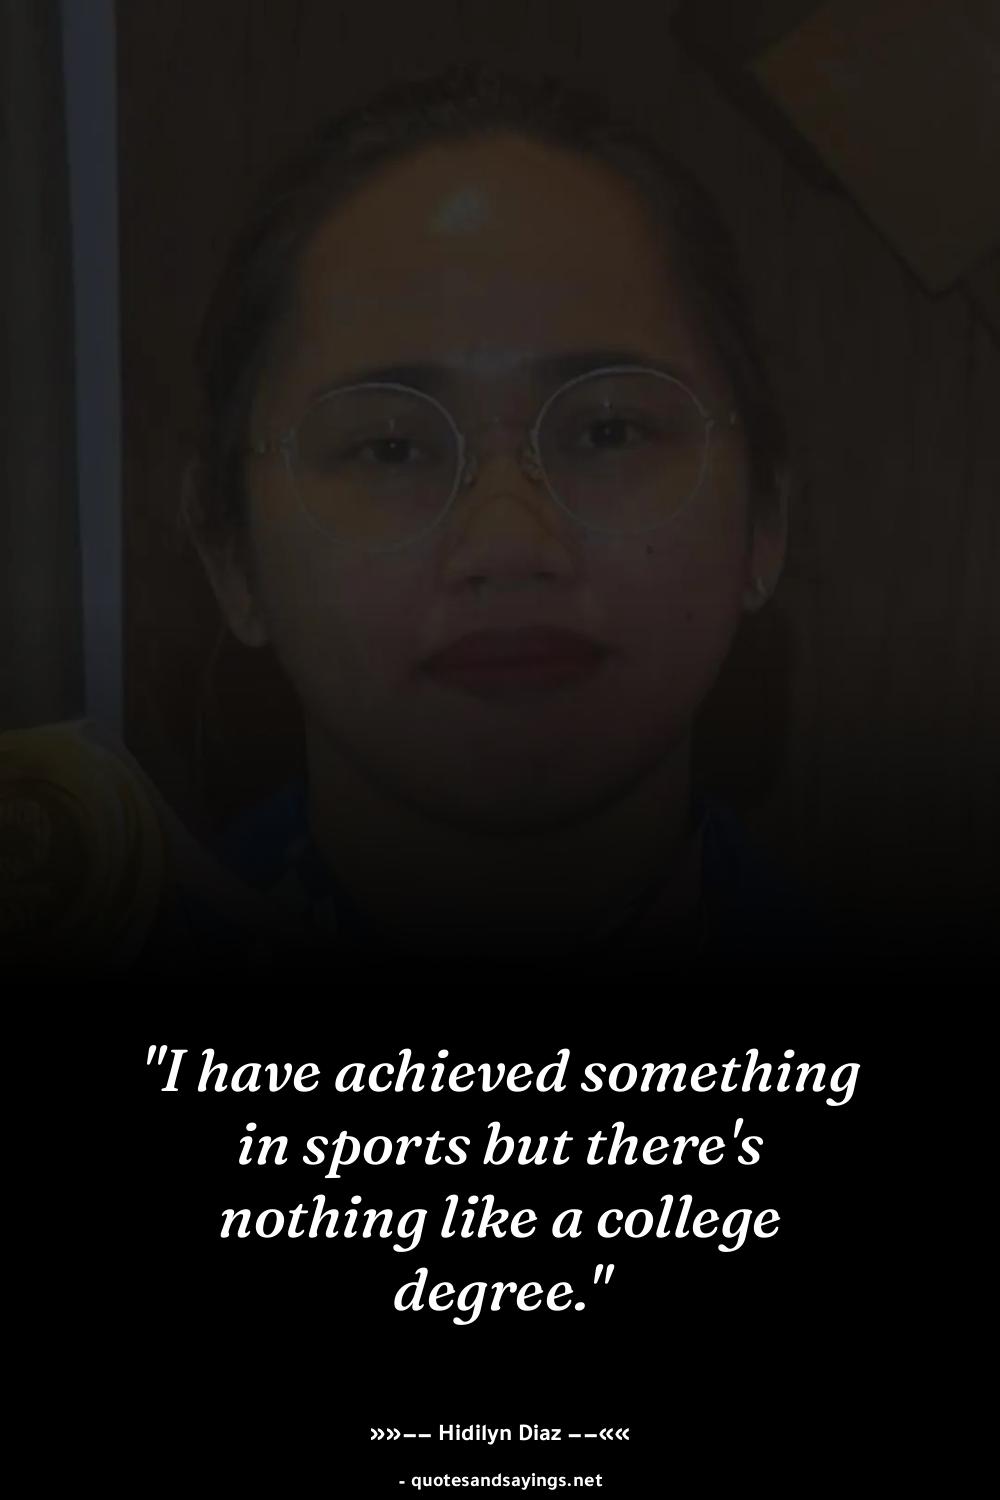 "I have achieved something
in sports but there's
nothing like a college
degree."
»»–– Hidilyn Diaz ––««
- quotesandsayings.net